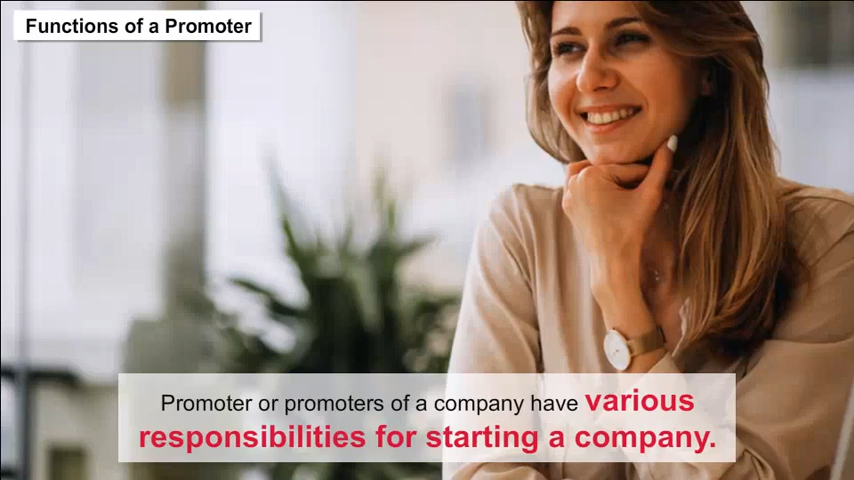 Functions of a Promoter
Promoter or promoters of a company have various
responsibilities for starting a company.